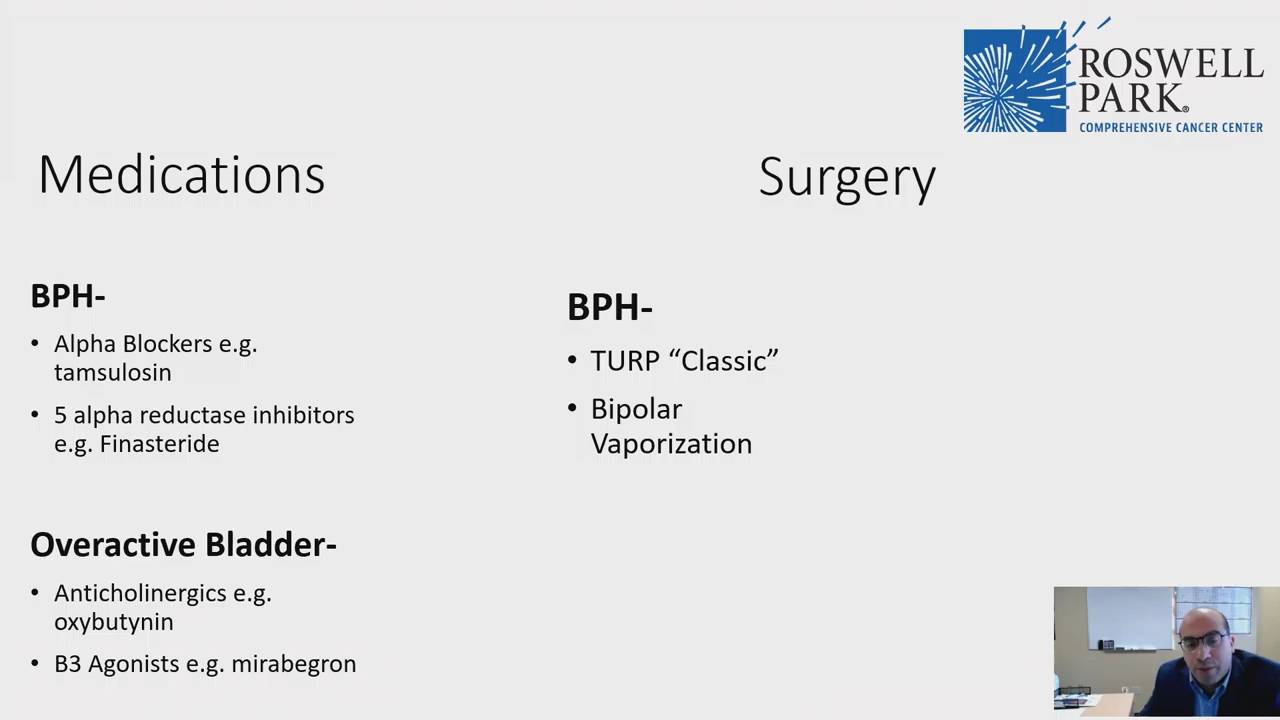 ROSWELL
PARK®
COMPREHENSIVE CANCER CENTER
Medications
BPH-
• Alpha Blockers e.g.
tamsulosin
• 5 alpha reductase inhibitors
e.g. Finasteride
Overactive Bladder-
• Anticholinergics e.g.
oxybutynin
• B3 Agonists e.g. mirabegron
Surgery
BPH-
• TURP “Classic”
• Bipolar
Vaporization